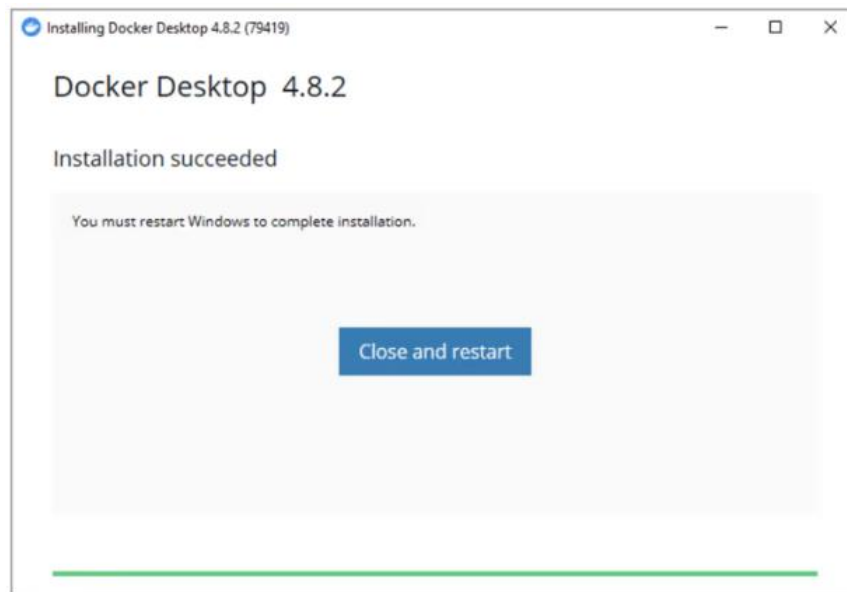 Installing Docker Desktop 4.8.2 (79419)
Docker Desktop 4.8.2
Installation succeeded
You must restart Windows to complete installation.
Close and restart